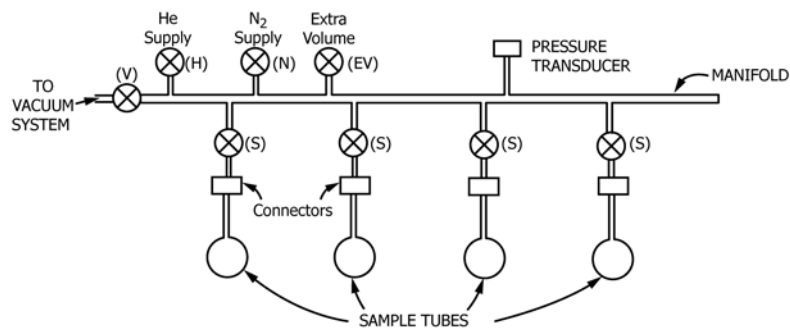 He
Supply
(H)
N2
Supply
(N)
Extra
Volume
(EV)
PRESSURE
TRANSDUCER
MANIFOLD
(V)
TO
VACUUM
SYSTEM
(S)
(S)
(S)
(S)
Connectors
SAMPLE TUBES